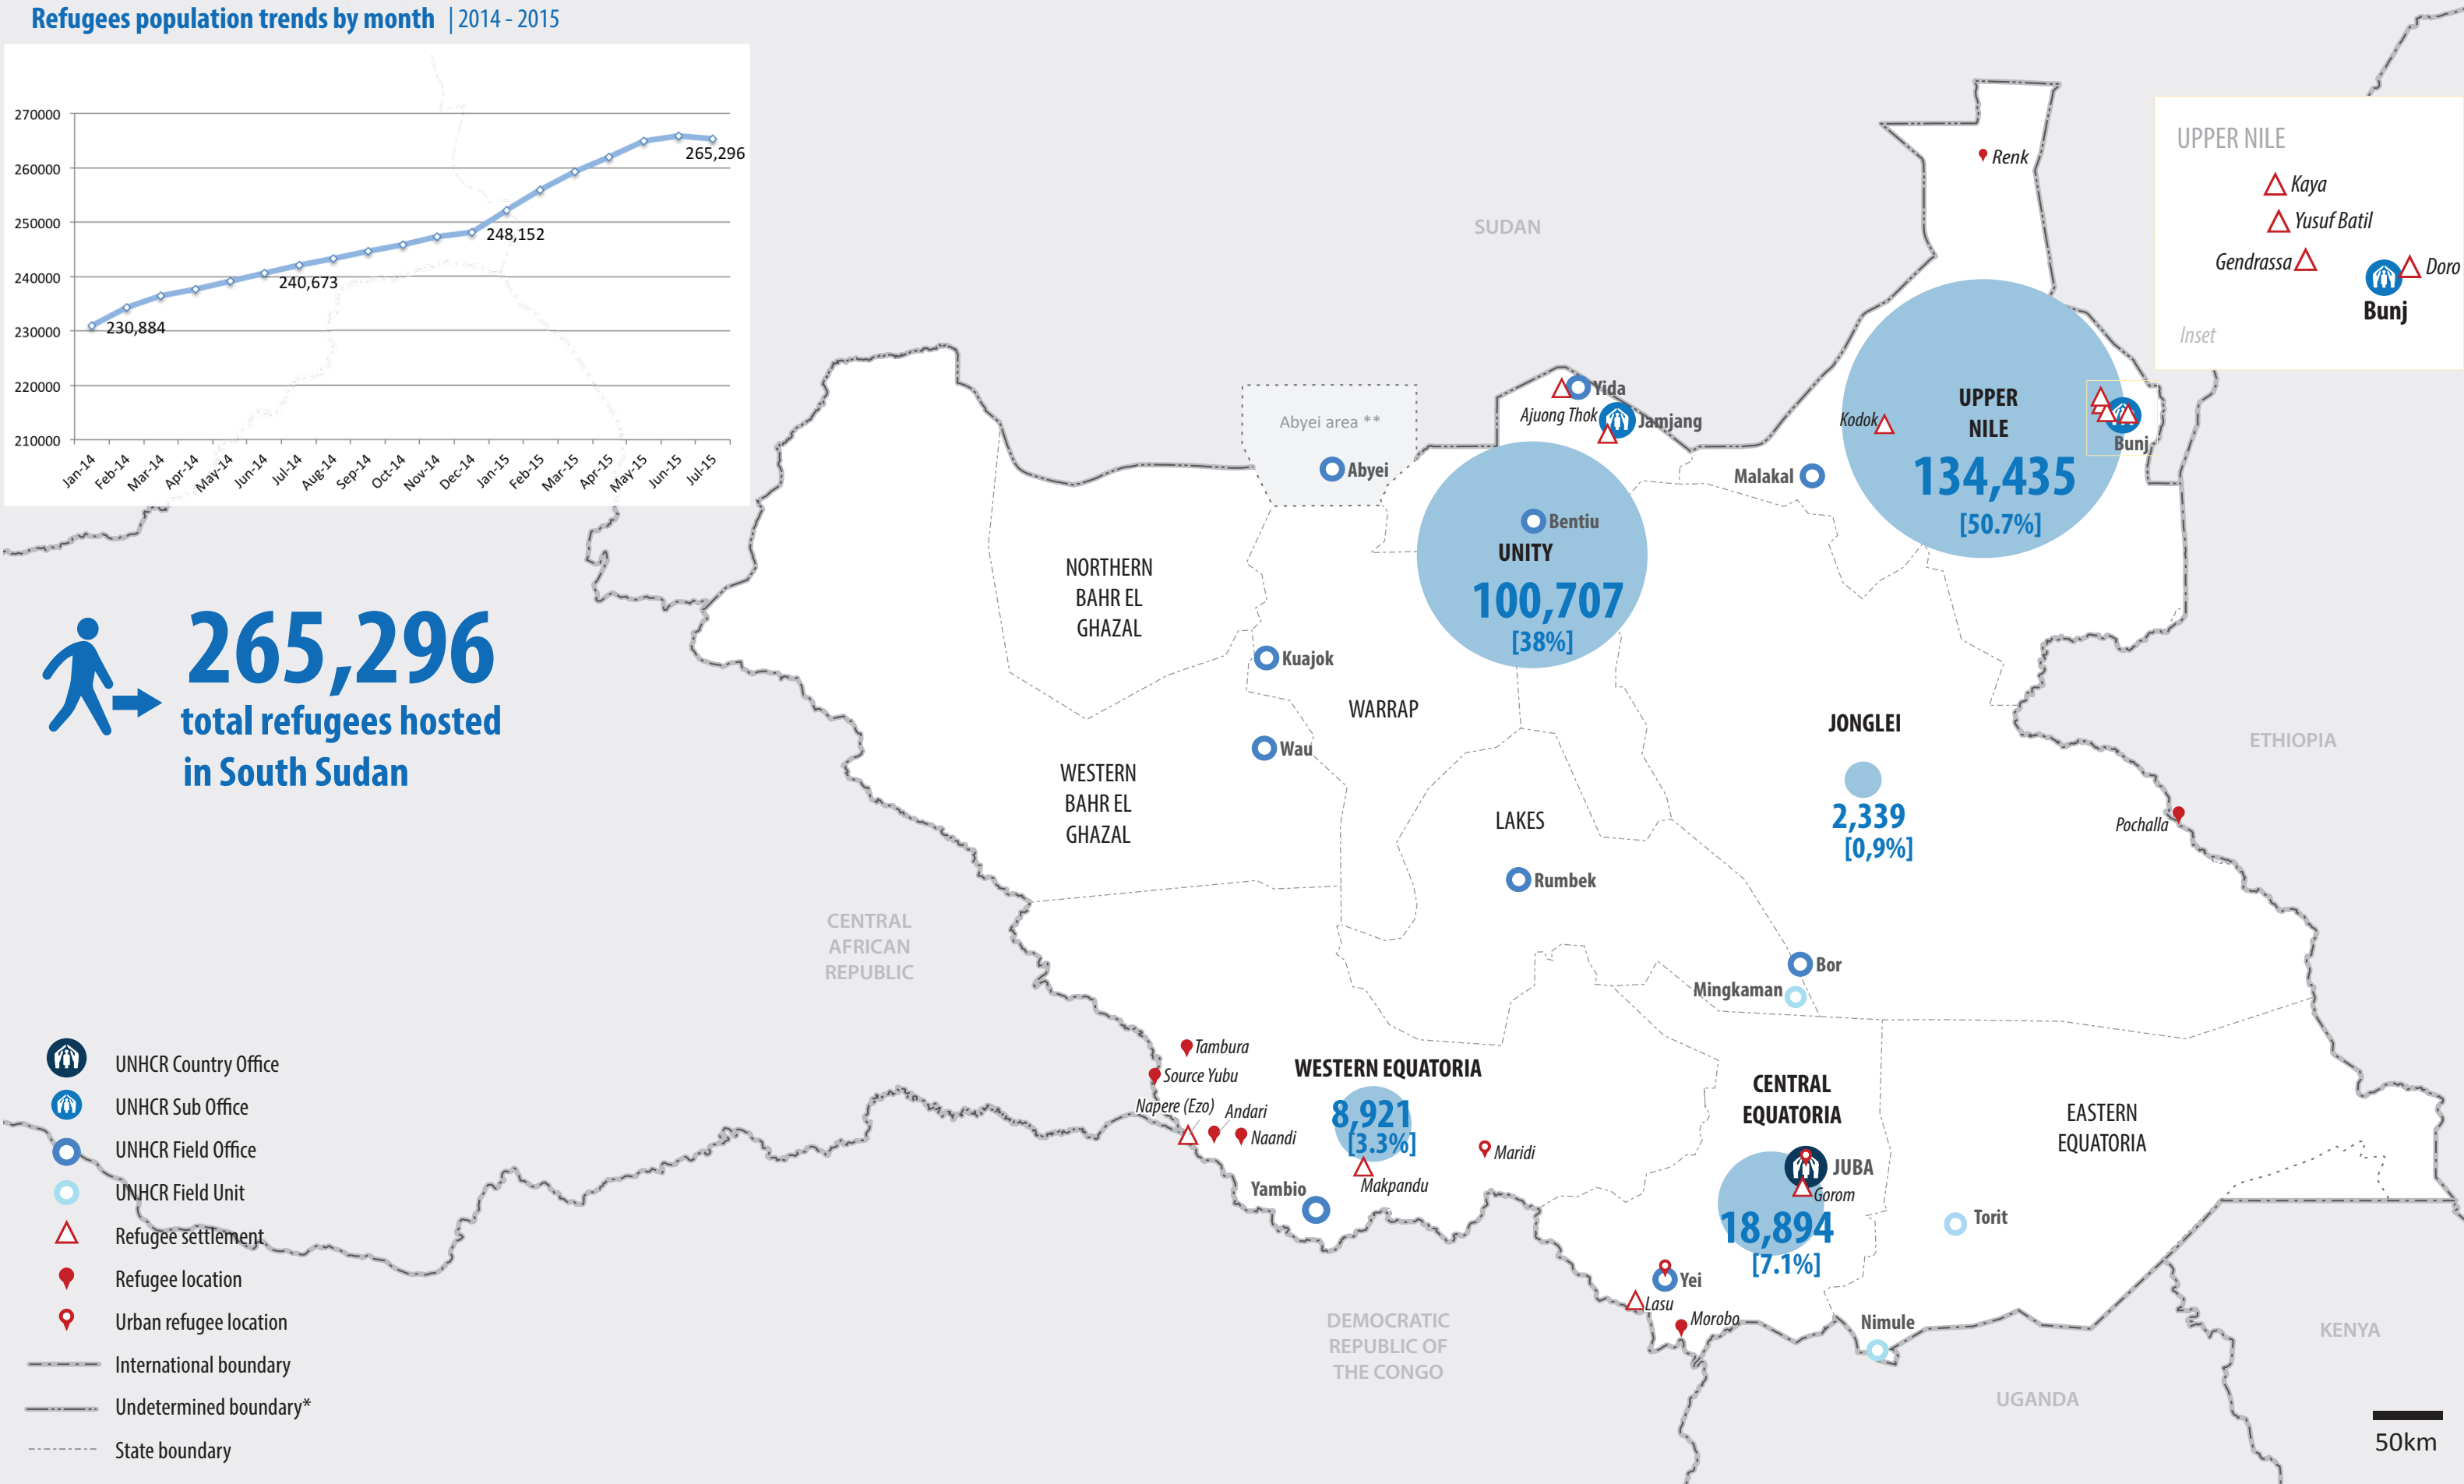 Refugees population trends by month | 2014 - 2015
270000
260000
250000
240000
230000
220000
210000
230,884
240,673
248,152
265,296
Jan-14
Feb-14
Mar-14
Apr-14
May-14
Jun-14
Jul-14
Aug-14
Sep-14
Oct-14
Nov-14
Dec-14
Jan-15
Feb-15
Mar-15
Apr-15
May-15
Jun-15
Jul-15
265,296
total refugees hosted
in South Sudan
UNHCR Country Office
UNHCR Sub Office
UNHCR Field Office
UNHCR Field Unit
Refugee settlement
Refugee location
Urban refugee location
International boundary
Undetermined boundary*
State boundary
SUDAN
Renk
UPPER NILE
Kaya
Yusuf Batil
Gendrassa
Doro
Bunj
Inset
Abyei area **
Abyei
Yida
Ajuong Thok
Jamjang
Kodok
UPPER
NILE
134,435
[50.7%]
Bunj
Malakal
Bentiu
UNITY
100,707
[38%]
NORTHERN
BAHR EL
GHAZAL
Kuajok
WARRAP
Wau
WESTERN
BAHR EL
GHAZAL
JONGLEI
2,339
[0,9%]
ETHIOPIA
Pochalla
LAKES
Rumbek
CENTRAL
AFRICAN
REPUBLIC
Bor
Mingkaman
Tambura
Source Yubu
Napere (Ezo)
Andari
Naandi
WESTERN EQUATORIA
8,921
[3.3%]
Makpandu
Maridi
Yambio
CENTRAL
EQUATORIA
JUBA
Gorom
18,894
[7.1%]
EASTERN
EQUATORIA
Torit
Yei
Lasu
Morobo
Nimule
DEMOCRATIC
REPUBLIC OF
THE CONGO
UGANDA
KENYA
50km